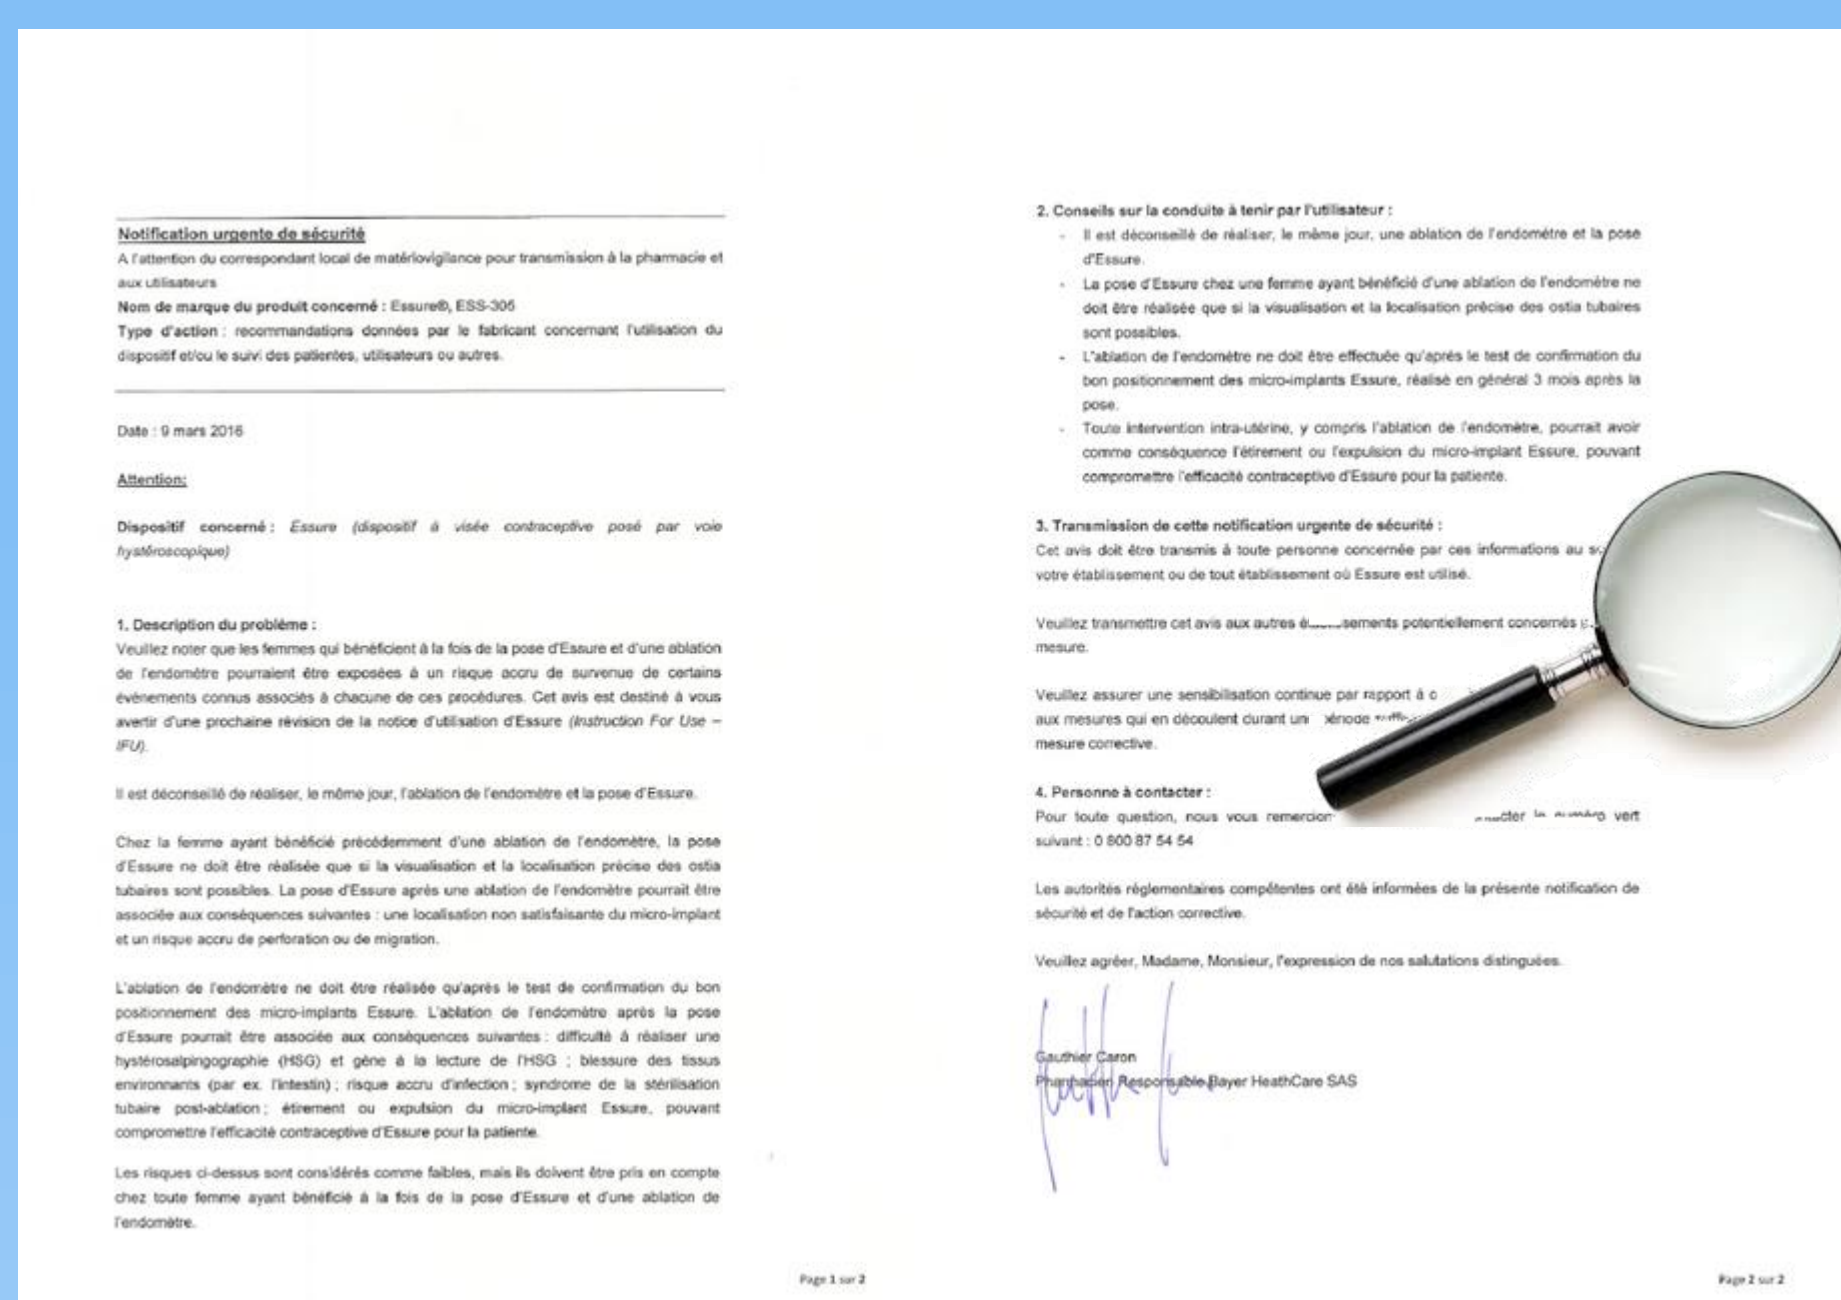 Notification urgente de sécurité
A l'attention du correspondant local de matériovigilance pour transmission à la pharmacie et
aux utilisateurs
Nom de marque du produit concerné : Essure®, ESS-305
Type d'action : recommandations données par le fabricant concernant l'utilisation du
dispositif et/ou le suivi des patientes, utilisateurs ou autres.
Date : 9 mars 2016
Attention:
Dispositif concerné : Essure (dispositif à visée contraceptive posé par voie
hystéroscopique)
1. Description du problème :
Veuillez noter que les femmes qui bénéficient à la fois de la pose d'Essure et d'une ablation
de l'endomètre pourraient être exposées à un risque accru de survenue de certains
événements connus associés à chacune de ces procédures. Cet avis est destiné à vous
avertir d'une prochaine révision de la notice d'utilisation d'Essure (Instruction For Use –
IFU).
Il est déconseillé de réaliser, le même jour, l'ablation de l'endomètre et la pose d'Essure.
Chez la femme ayant bénéficié précédemment d'une ablation de l'endomètre, la pose
d'Essure ne doit être réalisée que si la visualisation et la localisation précise des ostia
tubaires sont possibles. La pose d'Essure après une ablation de l'endomètre pourrait être
associée aux conséquences suivantes : une localisation non satisfaisante du micro-implant
et un risque accru de perforation ou de migration.
L'ablation de l'endomètre ne doit être réalisée qu'après le test de confirmation du bon
positionnement des micro-implants Essure. L'ablation de l'endomètre après la pose
d'Essure pourrait être associée aux conséquences suivantes : difficulté à réaliser une
hystérosalpingographie (HSG) et gêne à la lecture de l'HSG ; blessure des tissus
environnants (par ex. l'intestin) ; risque accru d'infection ; syndrome de la stérilisation
tubaire post-ablation ; étirement ou expulsion du micro-implant Essure, pouvant
compromettre l'efficacité contraceptive d'Essure pour la patiente.
Les risques ci-dessus sont considérés comme faibles, mais ils doivent être pris en compte
chez toute femme ayant bénéficié à la fois de la pose d'Essure et d'une ablation de
l'endomètre.
Page 1 sur 2
2. Conseils sur la conduite à tenir par l'utilisateur :
- Il est déconseillé de réaliser, le même jour, une ablation de l'endomètre et la pose
d'Essure.
- La pose d'Essure chez une femme ayant bénéficié d'une ablation de l'endomètre ne
doit être réalisée que si la visualisation et la localisation précise des ostia tubaires
sont possibles.
- L'ablation de l'endomètre ne doit être effectuée qu'après le test de confirmation du
bon positionnement des micro-implants Essure, réalisé en général 3 mois après la
pose.
- Toute intervention intra-utérine, y compris l'ablation de l'endomètre, pourrait avoir
comme conséquence l'étirement ou l'expulsion du micro-implant Essure, pouvant
compromettre l'efficacité contraceptive d'Essure pour la patiente.
3. Transmission de cette notification urgente de sécurité :
Cet avis doit être transmis à toute personne concernée par ces informations au
votre établissement ou de tout établissement où Essure est utilisé.
Veuillez transmettre cet avis aux autres potentiellement concernés
mesure.
Veuillez assurer une sensibilisation continue par rapport à
aux mesures qui en découlent durant
mesure corrective.
4. Personne à contacter :
Pour toute question, nous vous vert
suivant : 0 800 87 54 54
Les autorités réglementaires compétentes ont été informées de la présente notification de
sécurité et de l'action corrective.
Veuillez agréer, Madame, Monsieur, l'expression de nos salutations distinguées.
Gauthier Caron
Pharmacien Responsable Bayer HeathCare SAS
Page 2 sur 2